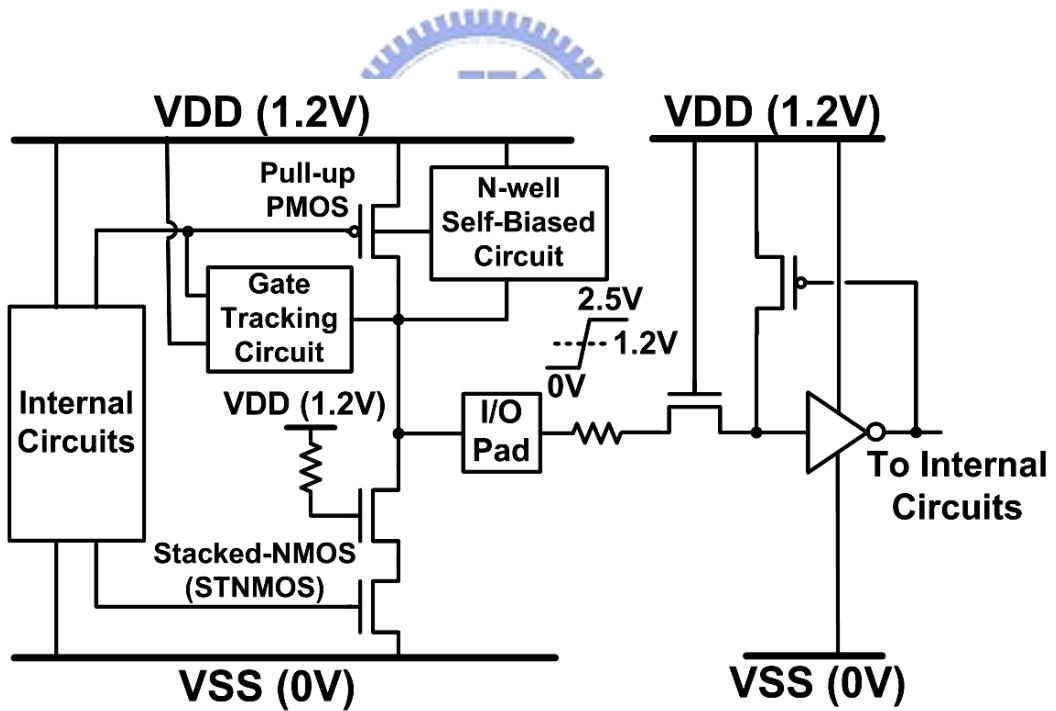 VDD (1.2V)
VDD (1.2V)
Pull-up
PMOS
N-well
Self-Biased
Circuit
Gate
Tracking
Circuit
2.5V
1.2V
0V
Internal
Circuits
VDD (1.2V)
I/O
Pad
To Internal
Circuits
Stacked-NMOS
(STNMOS)
VSS (0V)
VSS (0V)